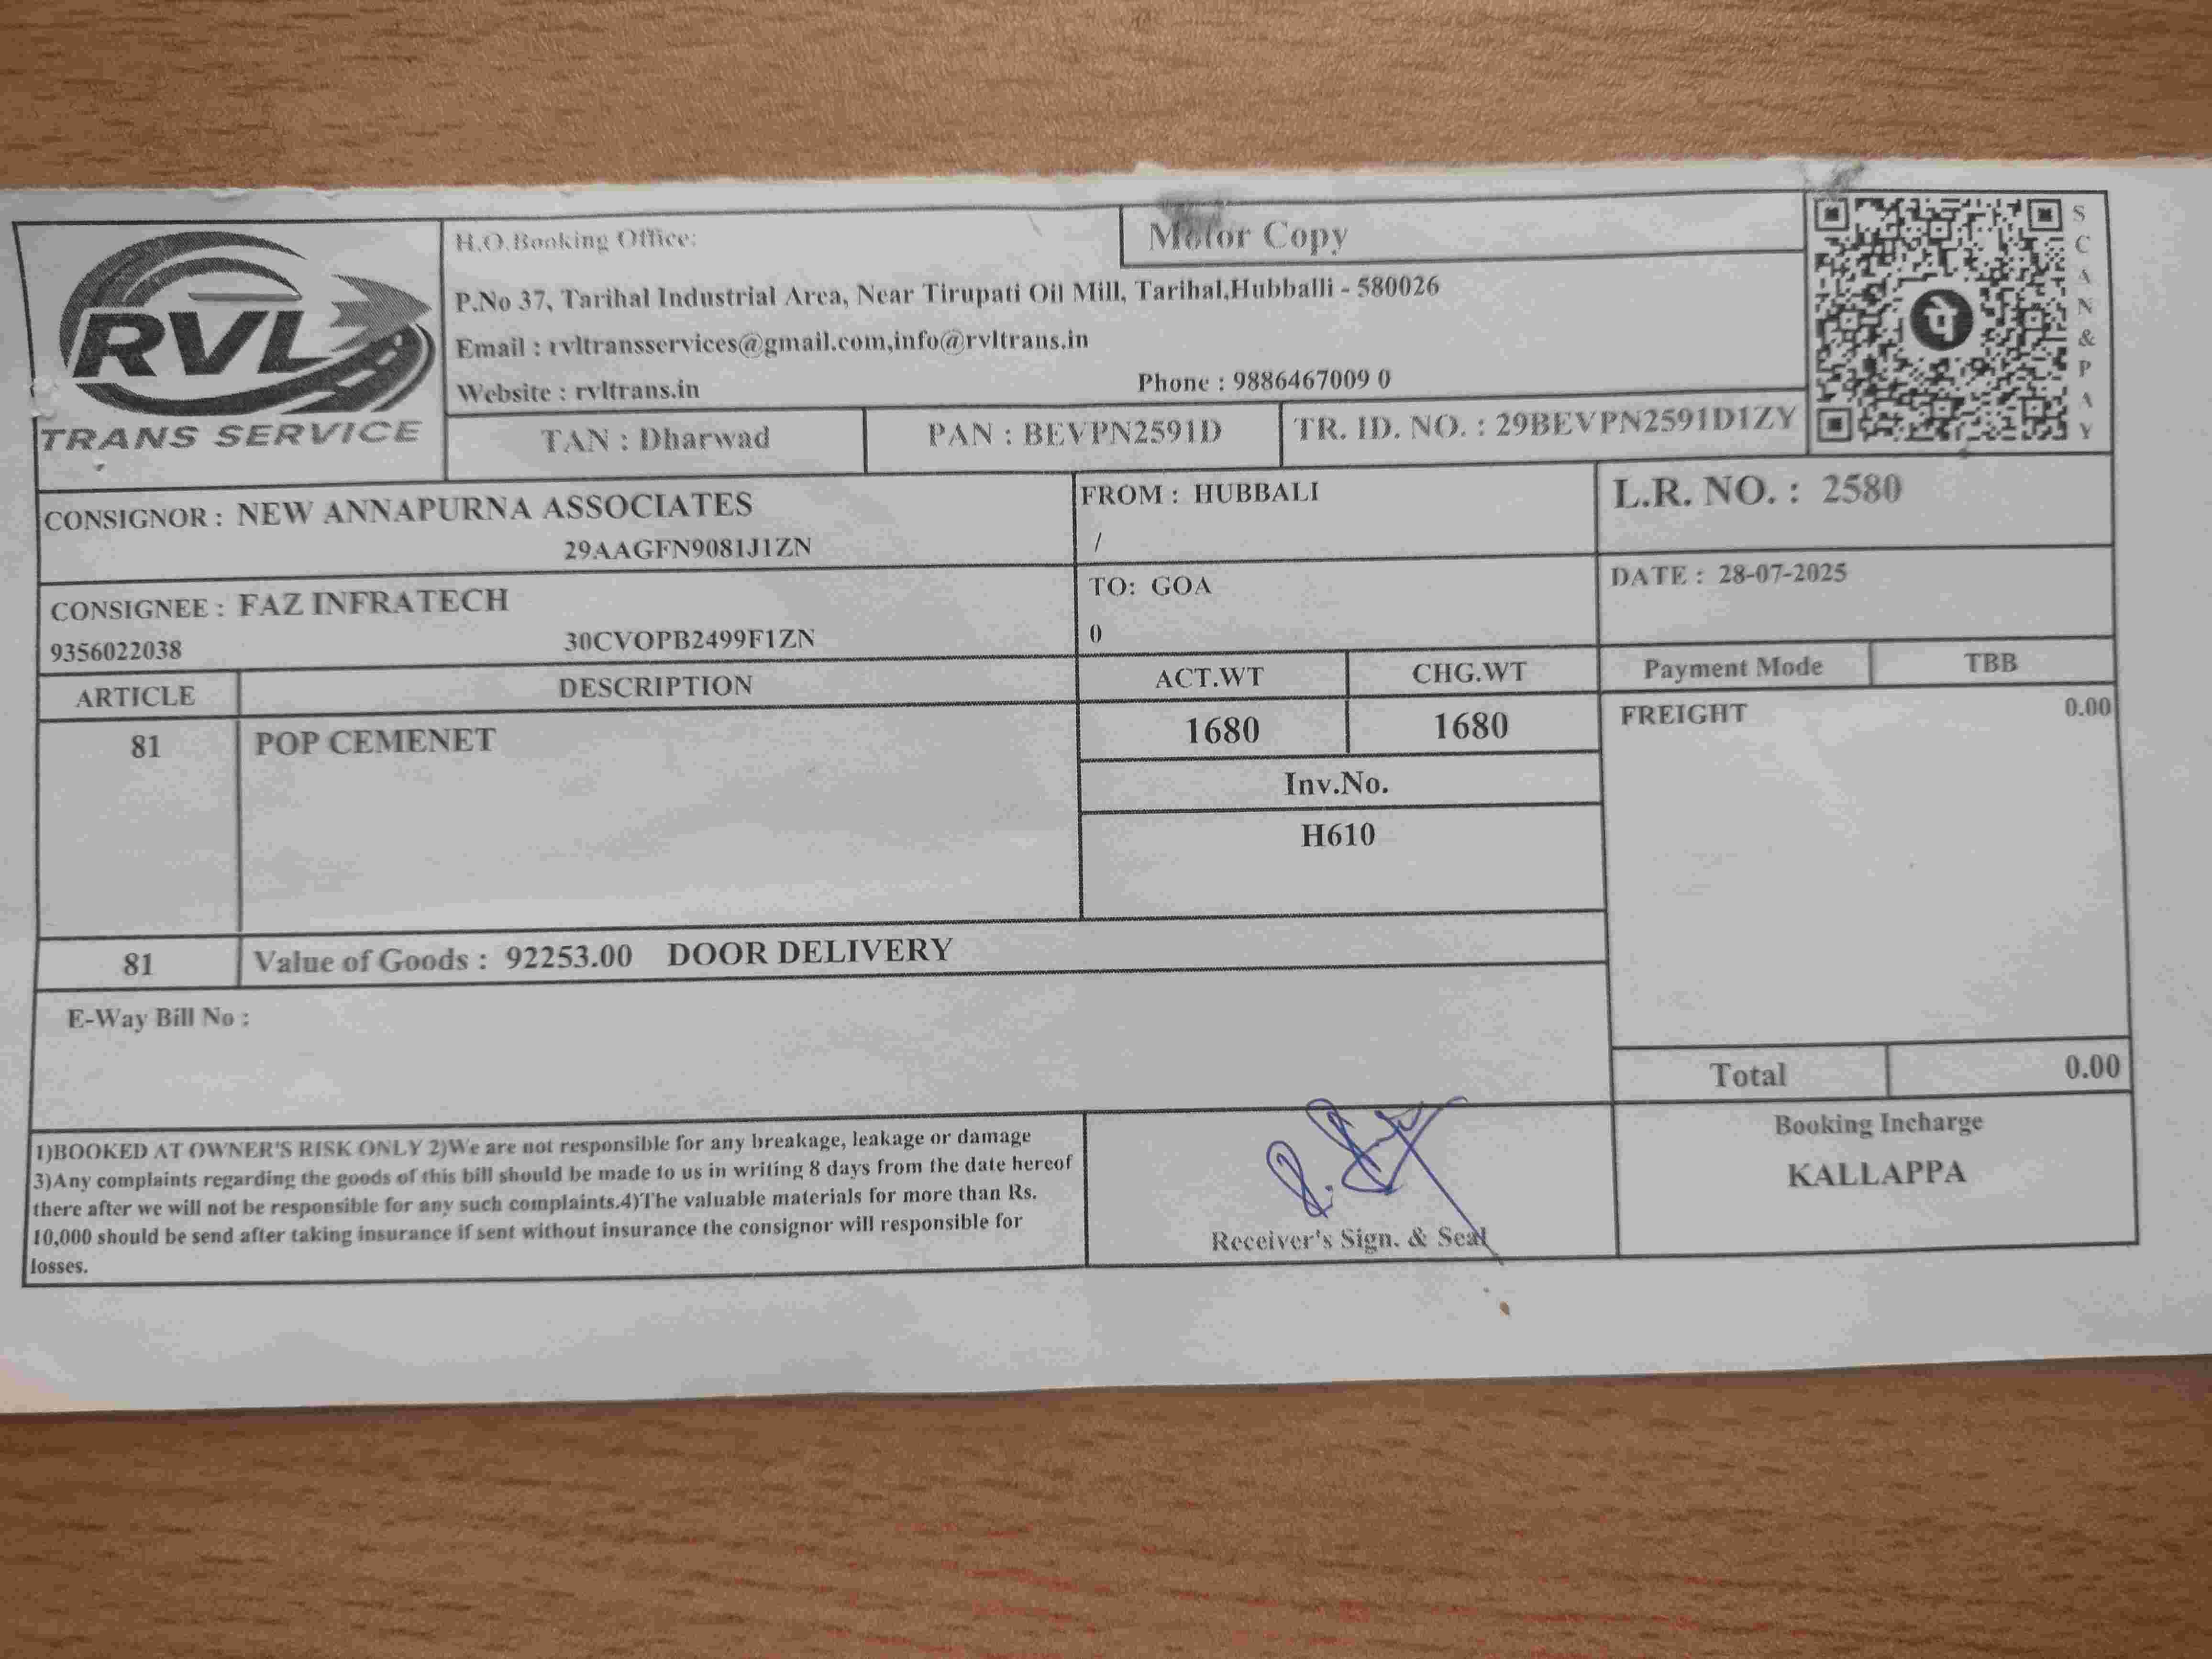 RVL
TRANS SERVICE
H.O.Booking Office:
Motor Copy
P.No 37, Tarihal Industrial Area, Near Tirupati Oil Mill, Tarihal,Hubballi - 580026
Email : rvltransservices@gmail.com,info@rvltrans.in
Website : rvltrans.in Phone : 9886467009 0
TAN : Dharwad PAN : BEVPN2591D TR. ID. NO. : 29BEVPN2591D1ZY
पे
SCAN&PAY
CONSIGNOR : NEW ANNAPURNA ASSOCIATES
29AAGFN9081J1ZN
FROM : HUBBALI
/
L.R. NO. : 2580
CONSIGNEE : FAZ INFRATECH
9356022038 30CVOPB2499F1ZN
TO: GOA
0
DATE : 28-07-2025
ARTICLE DESCRIPTION ACT.WT CHG.WT Payment Mode TBB
81 POP CEMENET 1680 1680 FREIGHT 0.00
Inv.No.
H610
81 Value of Goods : 92253.00 DOOR DELIVERY
E-Way Bill No :
Total 0.00
1)BOOKED AT OWNER'S RISK ONLY 2)We are not responsible for any breakage, leakage or damage
3)Any complaints regarding the goods of this bill should be made to us in writing 8 days from the date hereof
there after we will not be responsible for any such complaints.4)The valuable materials for more than Rs.
10,000 should be send after taking insurance if sent without insurance the consignor will responsible for
losses.
Receiver's Sign. & Seal
Booking Incharge
KALLAPPA